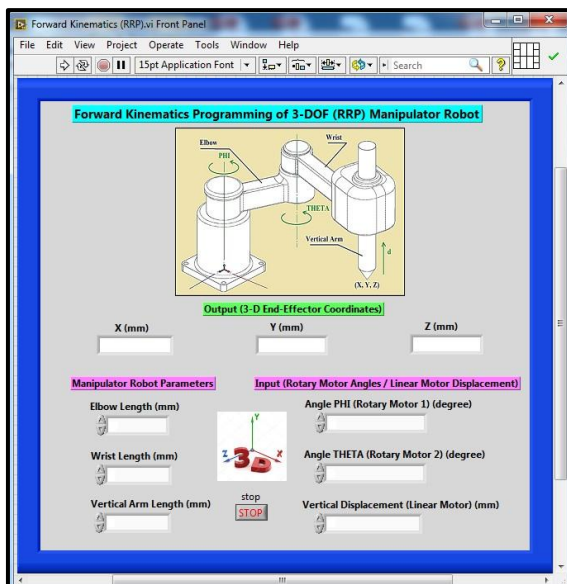 Forward Kinematics (RRP).vi Front Panel
File Edit View Project Operate Tools Window Help
15pt Application Font Search
Forward Kinematics Programming of 3-DOF (RRP) Manipulator Robot
Elbow
Wrist
PHI
THETA
Vertical Arm
d
(X, Y, Z)
Output (3-D End-Effector Coordinates)
X (mm) Y (mm) Z (mm)
Manipulator Robot Parameters Input (Rotary Motor Angles / Linear Motor Displacement)
Elbow Length (mm) Angle PHI (Rotary Motor 1) (degree)
Y
Z 3D X
Wrist Length (mm) Angle THETA (Rotary Motor 2) (degree)
stop
Vertical Arm Length (mm) Vertical Displacement (Linear Motor) (mm)
STOP